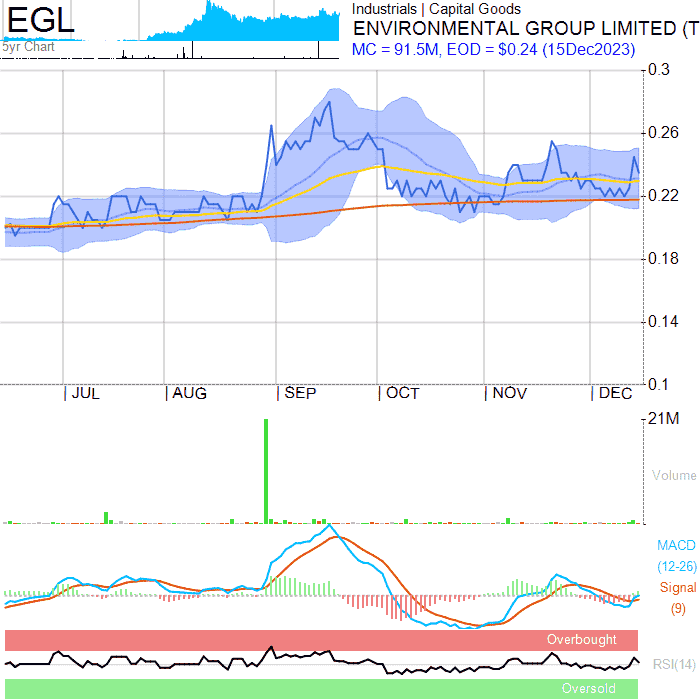 EGL
5yr Chart
Industrials | Capital Goods
ENVIRONMENTAL GROUP LIMITED (T
MC = 91.5M, EOD = $0.24 (15Dec2023)
0.3
0.26
0.22
0.18
0.14
0.1
JUL
AUG
SEP
OCT
NOV
DEC
21M
Volume
MACD
(12-26)
Signal
(9)
Overbought
RSI(14)
Oversold